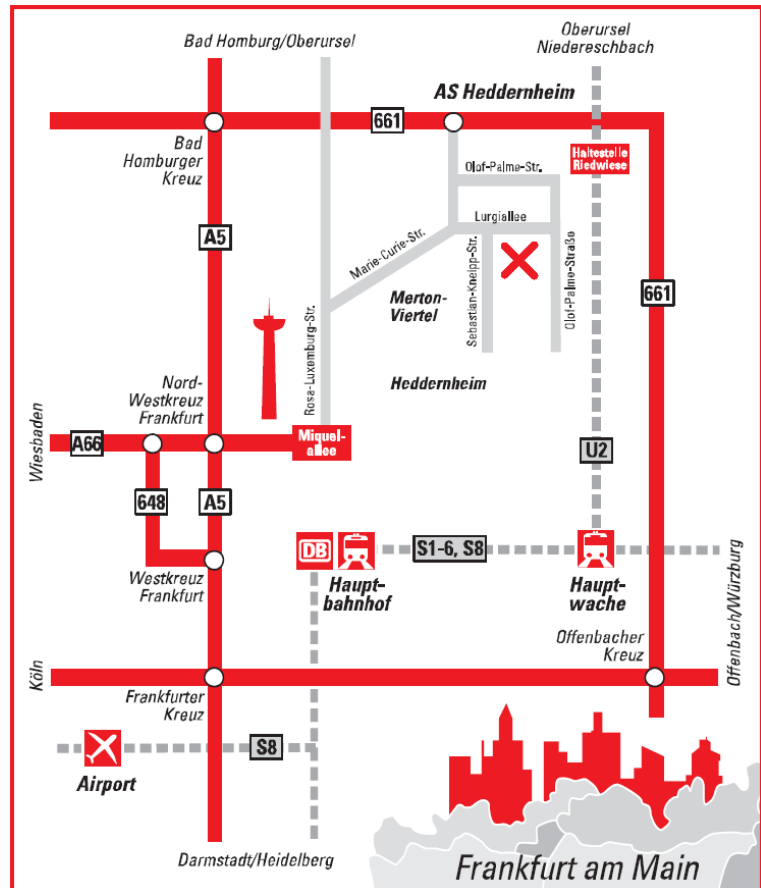 Bad Homburg/Oberursel
Oberursel
Niedereschbach
AS Heddernheim
661
Bad
Homburger
Kreuz
Haltestelle
Riedwiese
Olof-Palme-Str.
Lurgiallee
A5
Marie-Curie-Str.
Sebastian-Kneipp-Str.
Olof-Palme-Straße
Merton-
Viertel
661
Rosa-Luxemburg-Str.
Heddernheim
Nord-
Westkreuz
Frankfurt
Wiesbaden
A66
Miquel-
allee
U2
648
A5
DB
S1-6, S8
Westkreuz
Frankfurt
Haupt-
bahnhof
Haupt-
wache
Offenbach/Würzburg
Offenbacher
Kreuz
Köln
Frankfurter
Kreuz
S8
Airport
Darmstadt/Heidelberg
Frankfurt am Main